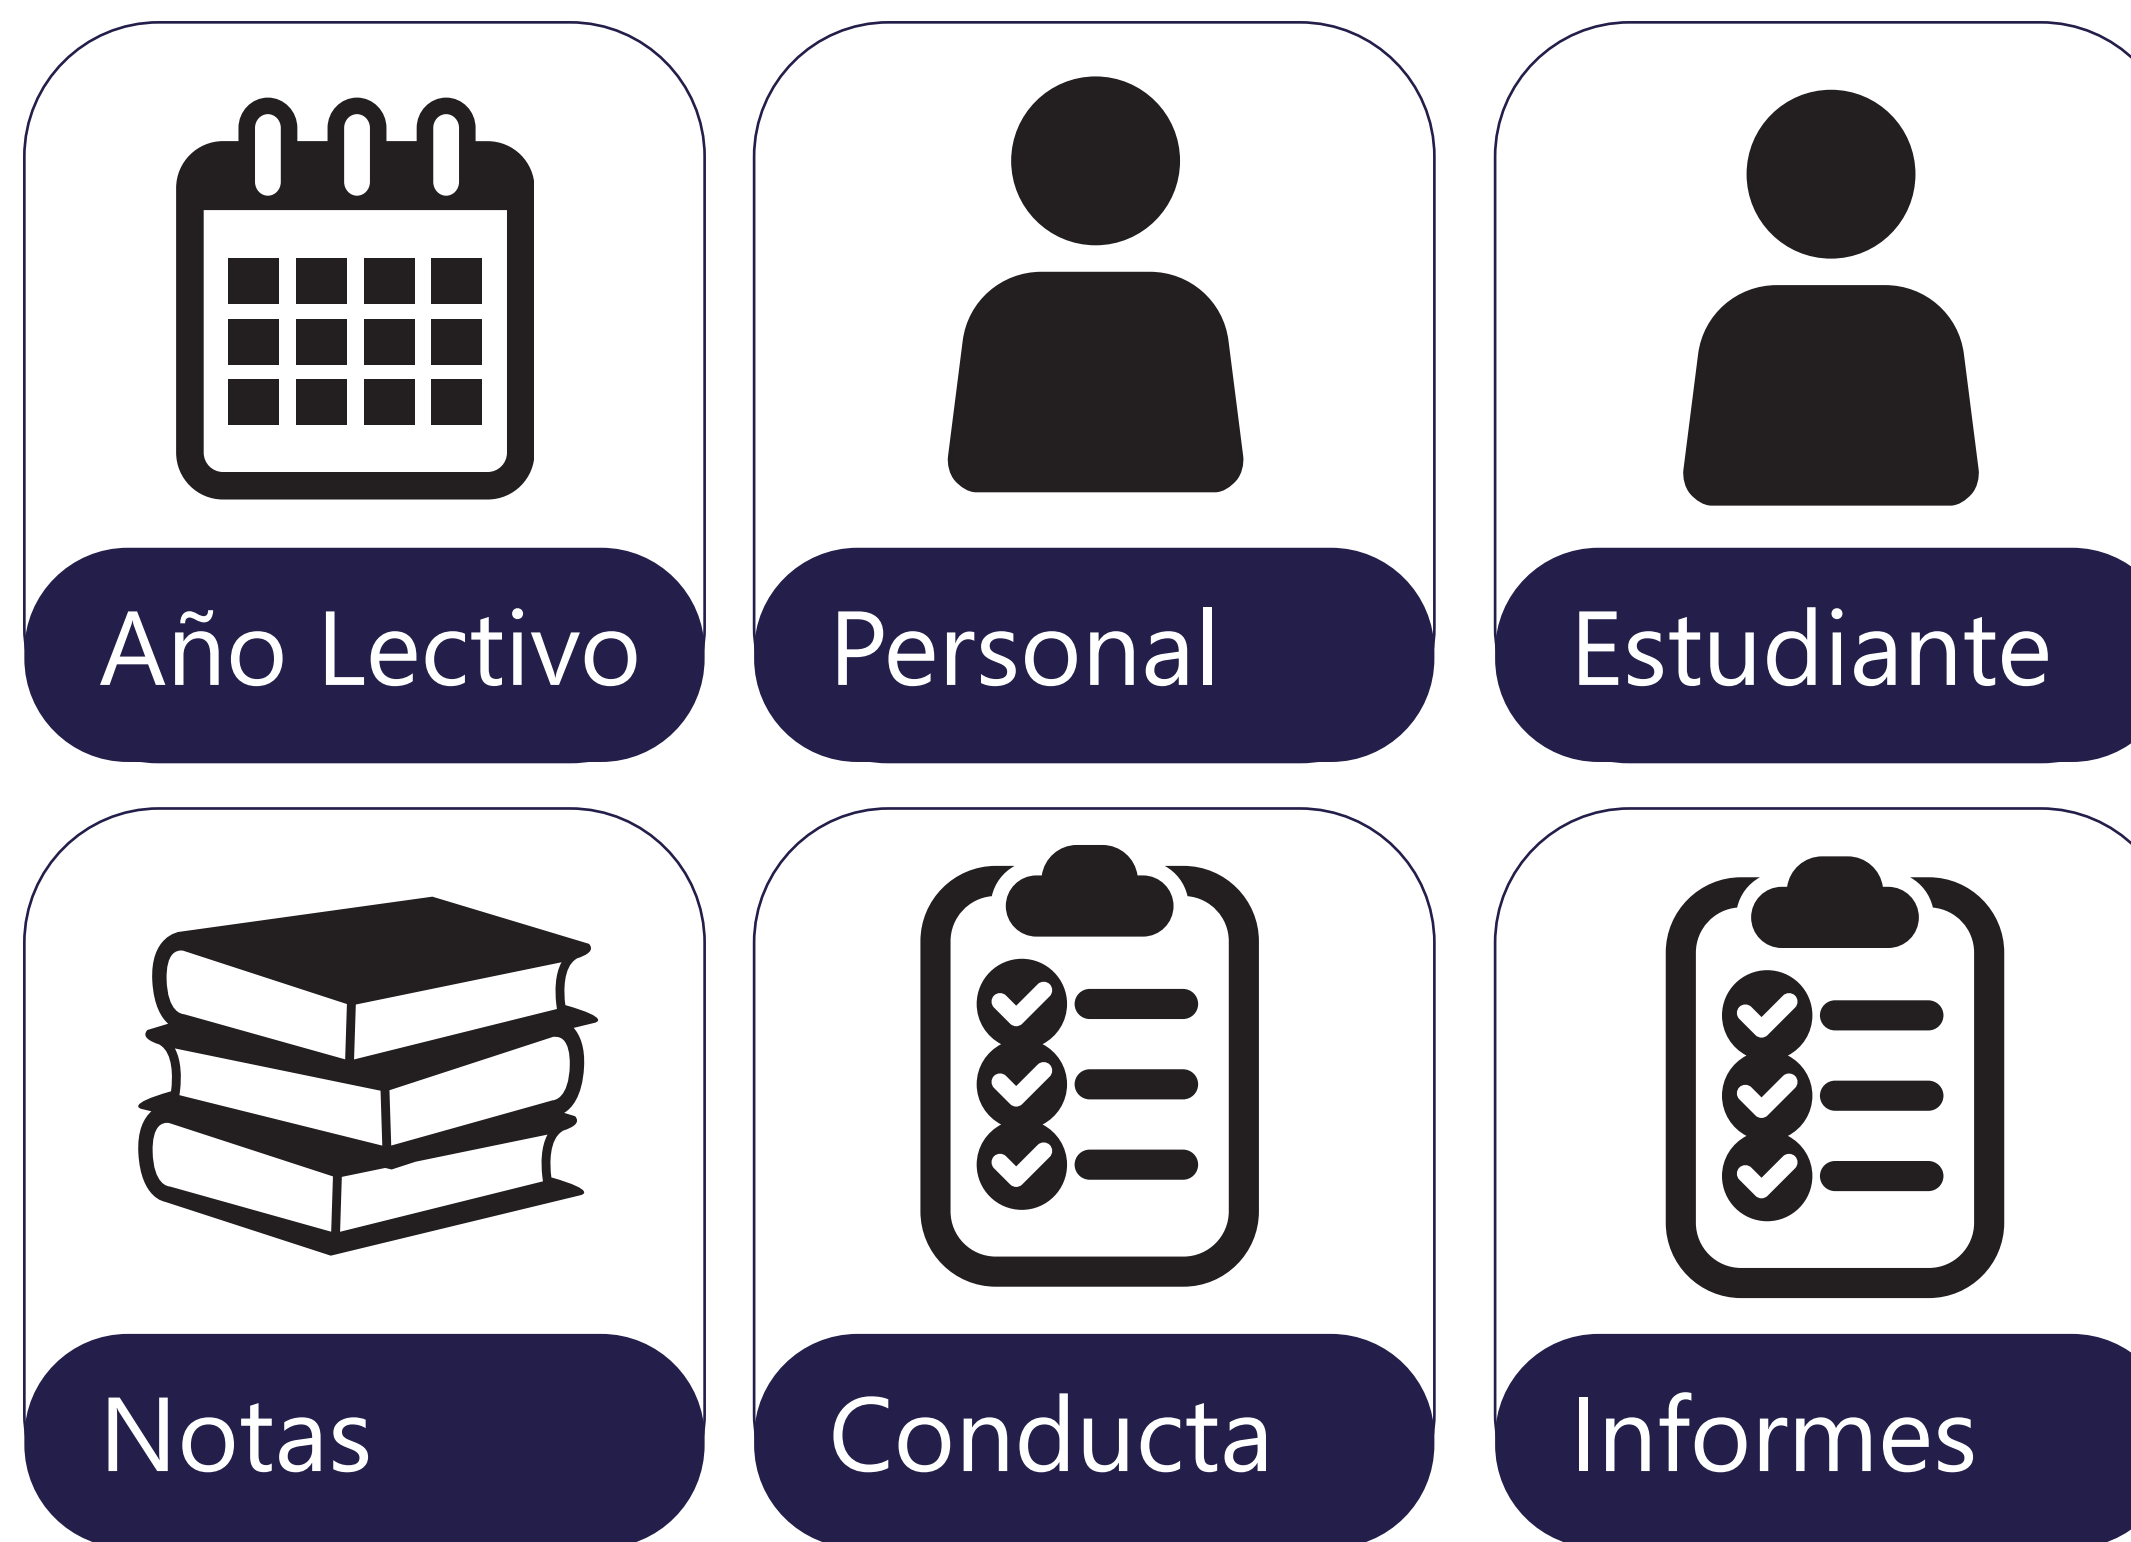 Año Lectivo
Personal
Estudiante
Notas
Conducta
Informes